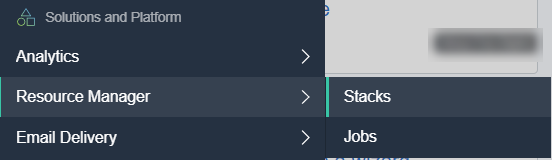 Solutions and Platform
Analytics
Resource Manager
Stacks
Email Delivery
Jobs